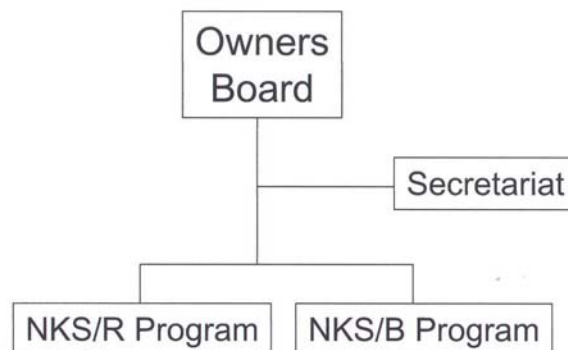 Owners
Board
Secretariat
NKS/R Program
NKS/B Program